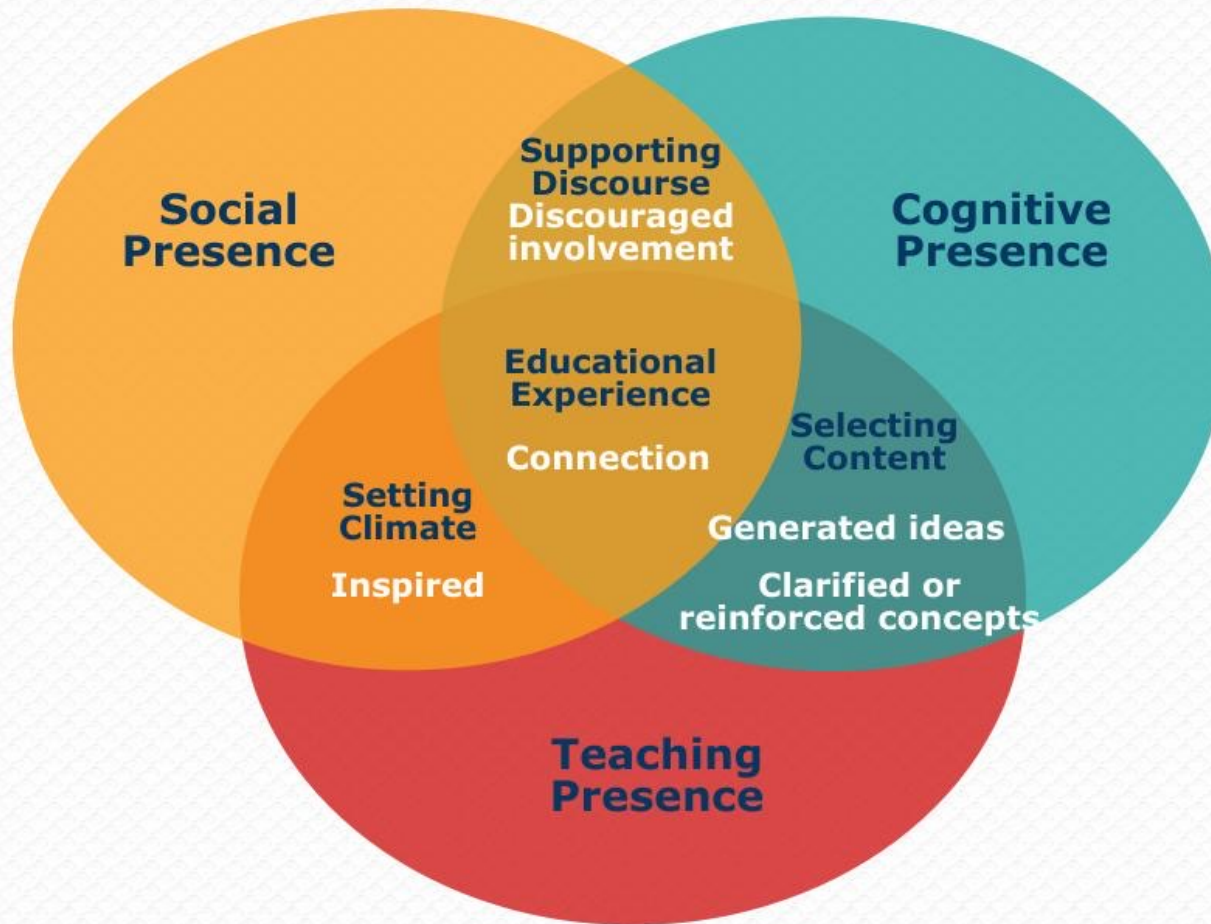 Supporting
Discourse
Discouraged
involvement
Social
Presence
Cognitive
Presence
Educational
Experience
Connection
Selecting
Content
Setting
Climate
Inspired
Generated ideas
Clarified or
reinforced concepts
Teaching
Presence